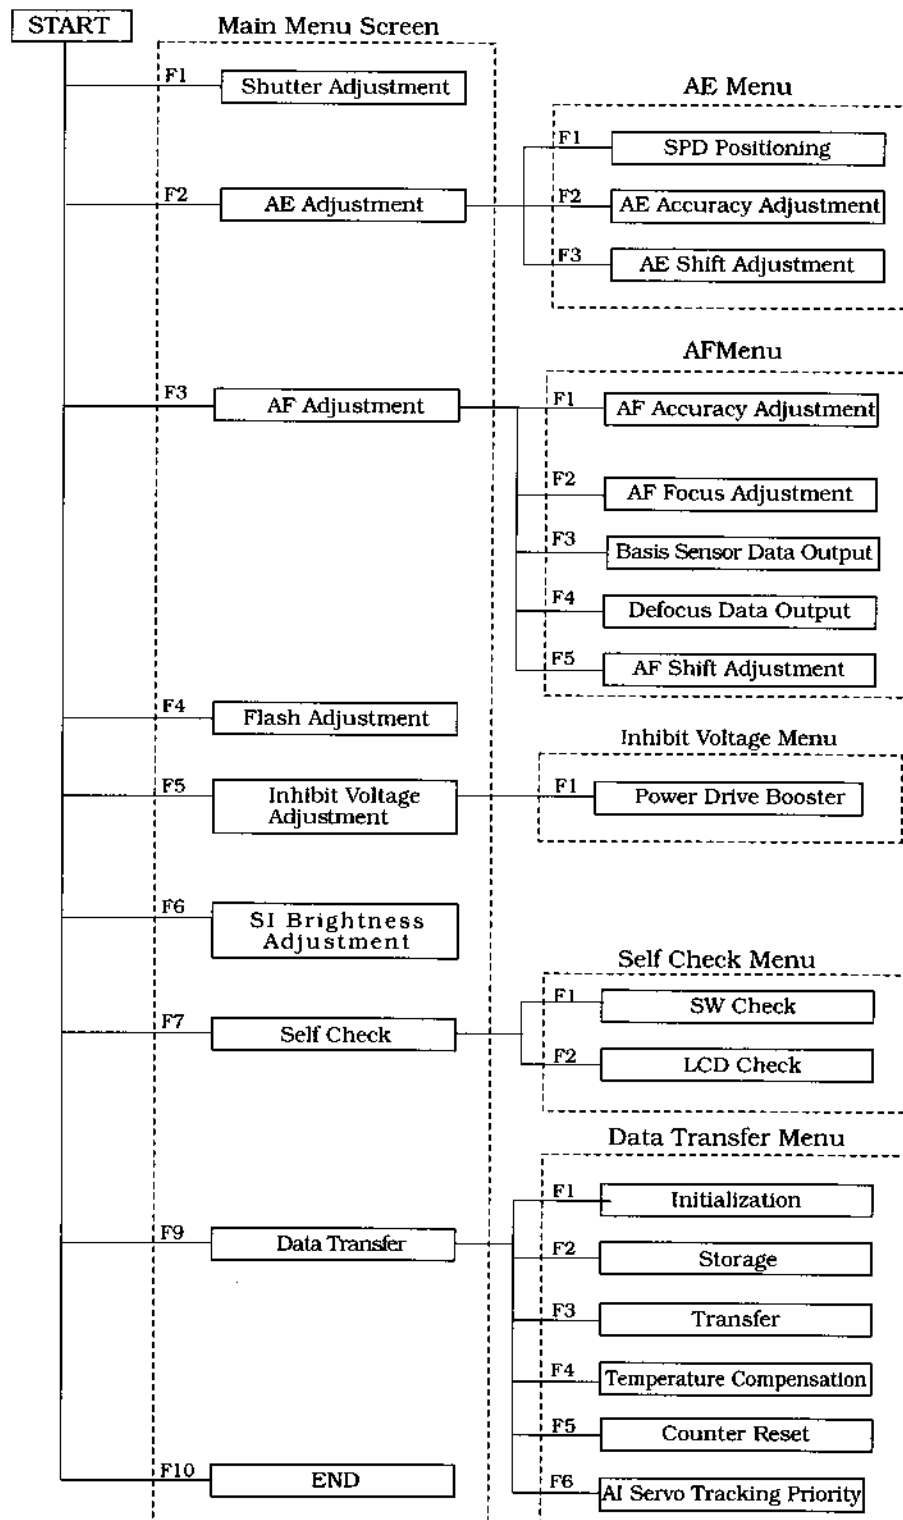 START
Main Menu Screen
F1
Shutter Adjustment
AE Menu
F1
SPD Positioning
F2
AE Adjustment
F2
AE Accuracy Adjustment
F3
AE Shift Adjustment
AFMenu
F3
AF Adjustment
F1
AF Accuracy Adjustment
F2
AF Focus Adjustment
F3
Basis Sensor Data Output
F4
Defocus Data Output
F5
AF Shift Adjustment
F4
Flash Adjustment
Inhibit Voltage Menu
F5
Inhibit Voltage
Adjustment
F1
Power Drive Booster
F6
SI Brightness
Adjustment
Self Check Menu
F1
SW Check
F7
Self Check
F2
LCD Check
Data Transfer Menu
F1
Initialization
F9
Data Transfer
F2
Storage
F3
Transfer
F4
Temperature Compensation
F5
Counter Reset
F10
END
F6
AI Servo Tracking Priority